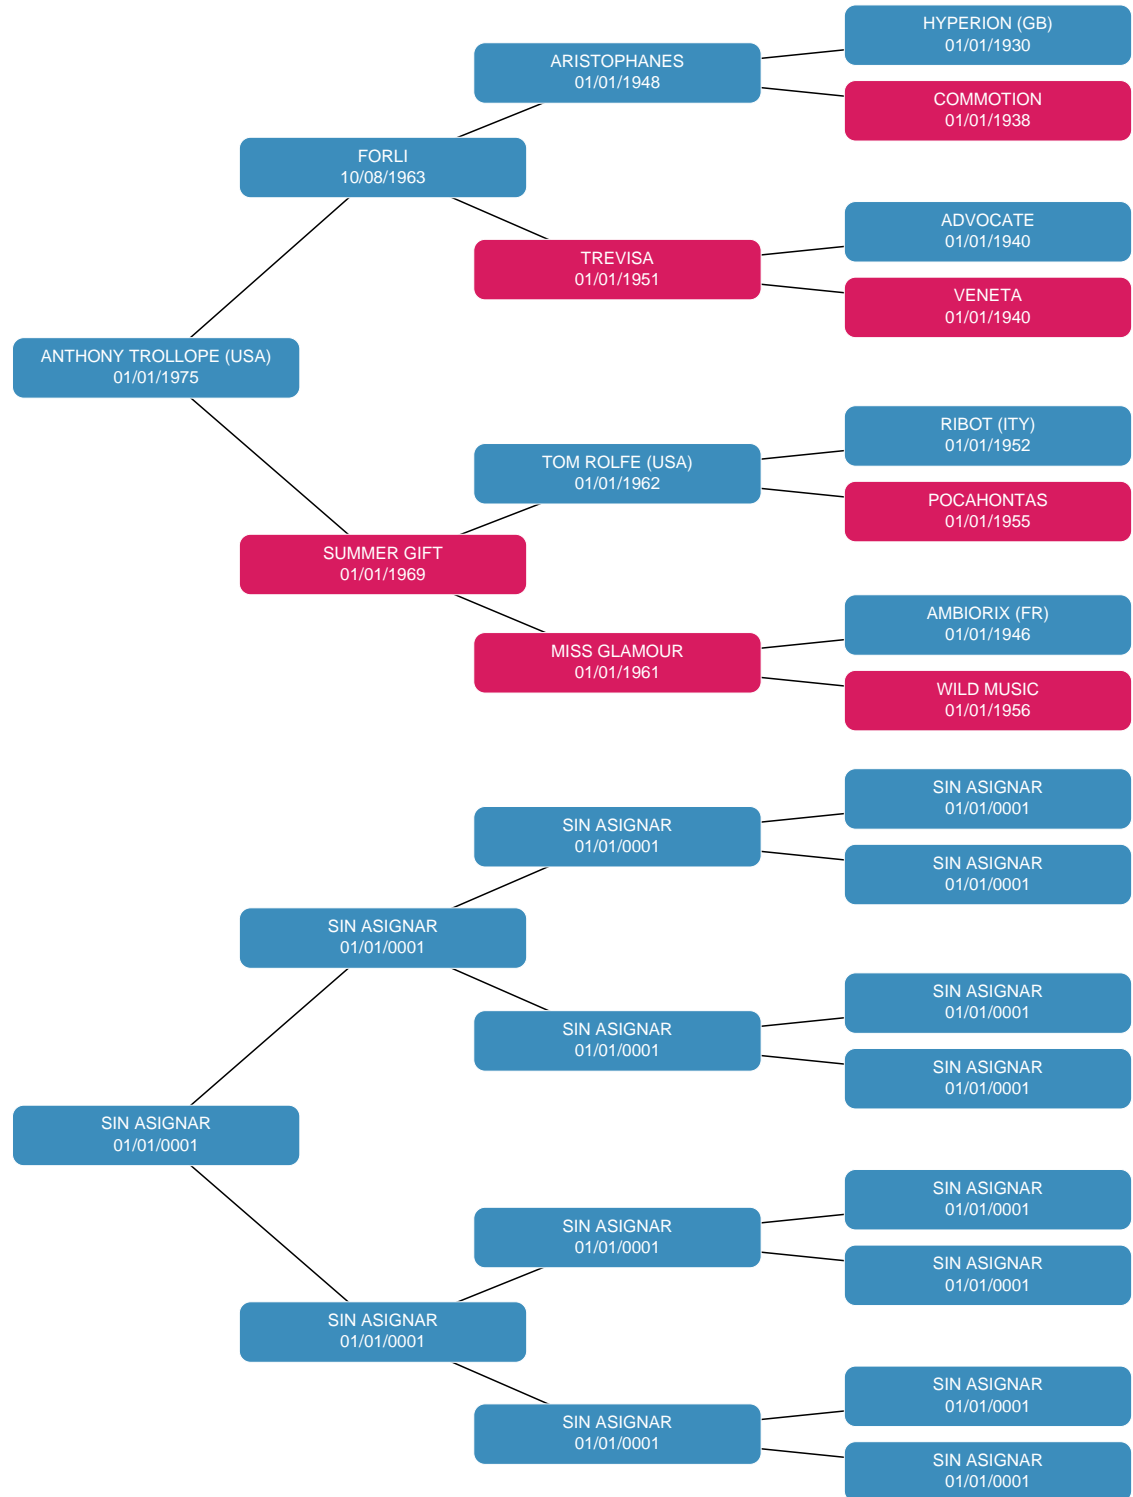 HYPERION (GB)
01/01/1930
ARISTOPHANES
01/01/1948
COMMOTION
01/01/1938
FORLI
10/08/1963
ADVOCATE
01/01/1940
TREVISA
01/01/1951
VENETA
01/01/1940
ANTHONY TROLLOPE (USA)
01/01/1975
RIBOT (ITY)
01/01/1952
TOM ROLFE (USA)
01/01/1962
POCAHONTAS
01/01/1955
SUMMER GIFT
01/01/1969
AMBIORIX (FR)
01/01/1946
MISS GLAMOUR
01/01/1961
WILD MUSIC
01/01/1956
SIN ASIGNAR
01/01/0001
SIN ASIGNAR
01/01/0001
SIN ASIGNAR
01/01/0001
SIN ASIGNAR
01/01/0001
SIN ASIGNAR
01/01/0001
SIN ASIGNAR
01/01/0001
SIN ASIGNAR
01/01/0001
SIN ASIGNAR
01/01/0001
SIN ASIGNAR
01/01/0001
SIN ASIGNAR
01/01/0001
SIN ASIGNAR
01/01/0001
SIN ASIGNAR
01/01/0001
SIN ASIGNAR
01/01/0001
SIN ASIGNAR
01/01/0001
SIN ASIGNAR
01/01/0001